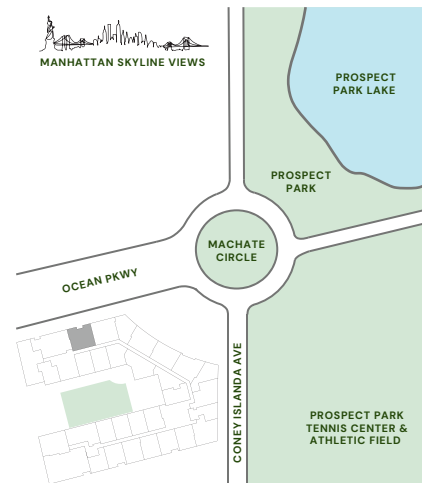 MANHATTAN SKYLINE VIEWS
PROSPECT
PARK LAKE
PROSPECT
PARK
MACHATE
CIRCLE
OCEAN PKWY
CONEY ISLANDA AVE
PROSPECT PARK
TENNIS CENTER &
ATHLETIC FIELD